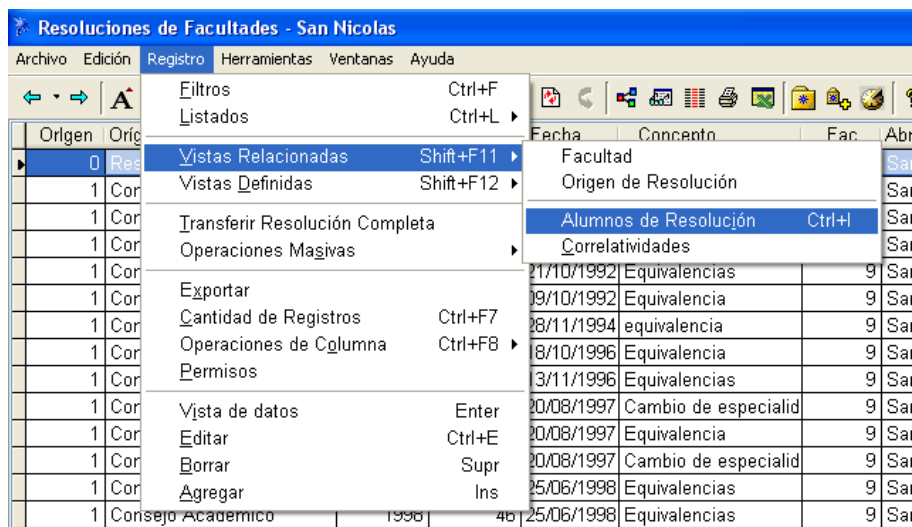 Resoluciones de Facultades - San Nicolas
Archivo Edición Registro Herramientas Ventanas Ayuda
Filtros Ctrl+F
Listados Ctrl+L
OrIgen Fecha Concepto Fac
0
Vistas Relacionadas Shift+F11 Facultad
1 Vistas Definidas Shift+F12 Origen de Resolución
1
1 Transferir Resolución Completa Alumnos de Resolución Ctrl+I
1 Operaciones Masivas Correlatividades
1 21/10/1992 Equivalencias 9
1 Exportar 09/10/1992 Equivalencia 9
1 Cantidad de Registros Ctrl+F7 28/11/1994 equivalencia 9
1 Operaciones de Columna Ctrl+F8 18/10/1996 Equivalencia 9
1 Permisos 13/11/1996 Equivalencias 9
1 Vista de datos Enter 20/08/1997 Cambio de especialid 9
1 Editar Ctrl+E 20/08/1997 Equivalencia 9
1 Borrar Supr 20/08/1997 Cambio de especialid 9
1 Agregar Ins 25/06/1998 Equivalencias 9
1 Consejo Académico 1998 46 25/06/1998 Equivalencias 9